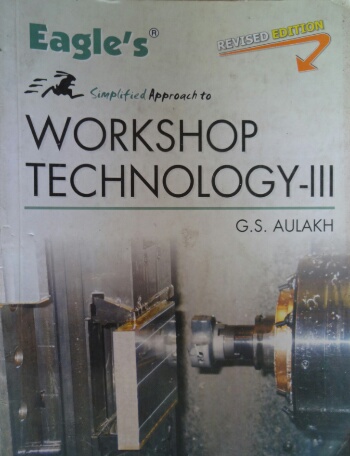 Eagle's®
REVISED EDITION
Simplified Approach to
WORKSHOP
TECHNOLOGY-III
G.S. AULAKH